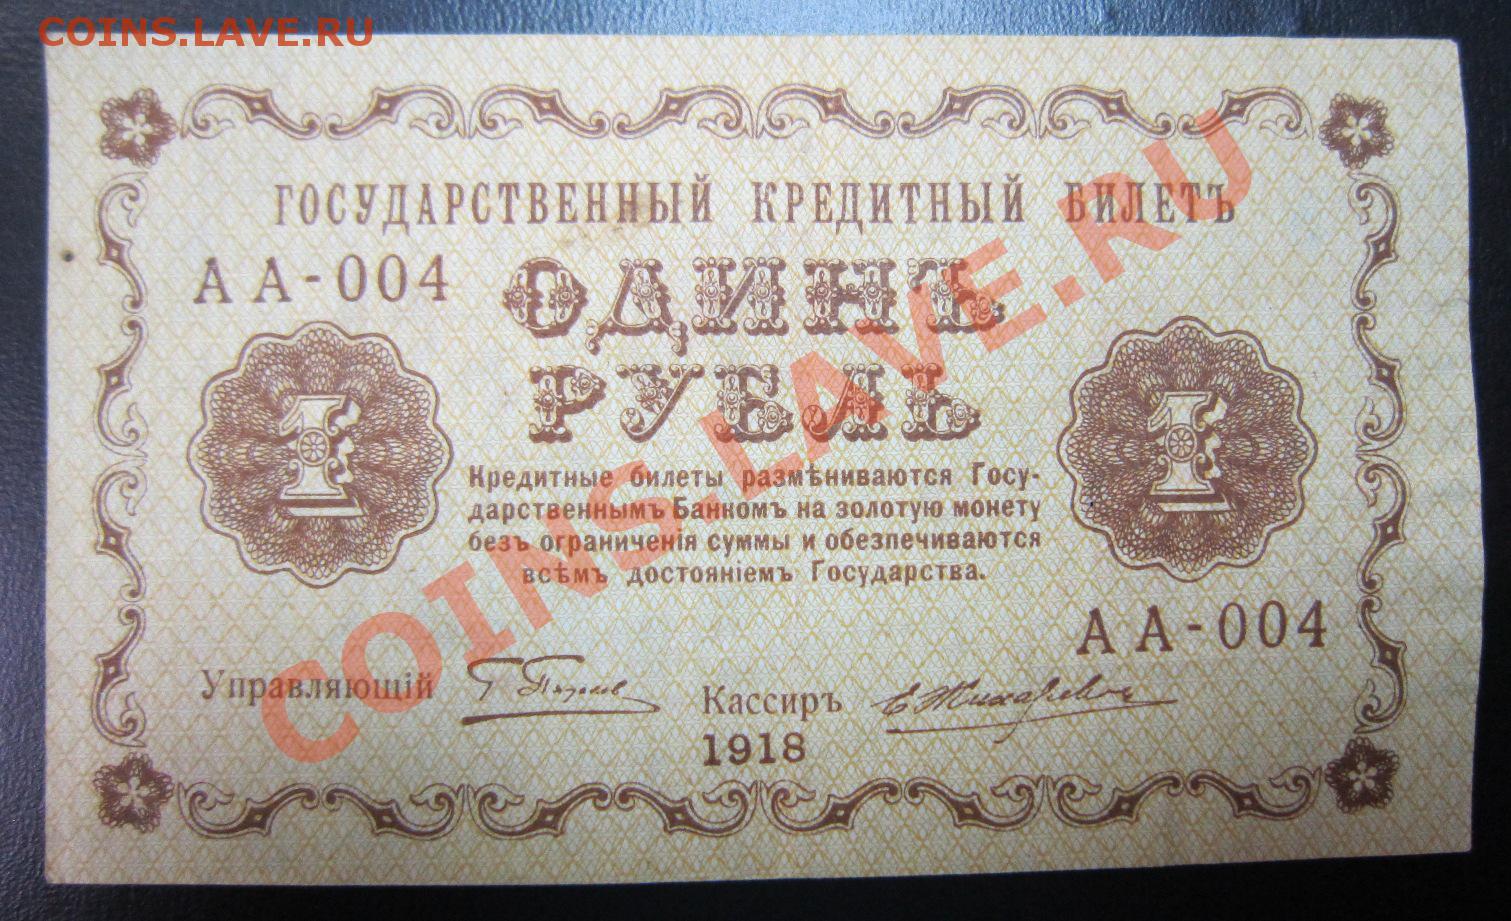 COINS.LAVE.RU
ГОСУДАРСТВЕННЫЙ КРЕДИТНЫЙ БИЛЕТЪ
АА-004
ОДИНЪ
РУБЛЬ
1
1
Кредитные билеты размѣниваются Госу-
дарственнымъ Банкомъ на золотую монету
безъ ограниченія суммы и обезпечиваются
всѣмъ достояніемъ Государства.
АА-004
Управляющій
Кассиръ
1918
COINS.LAVE.RU